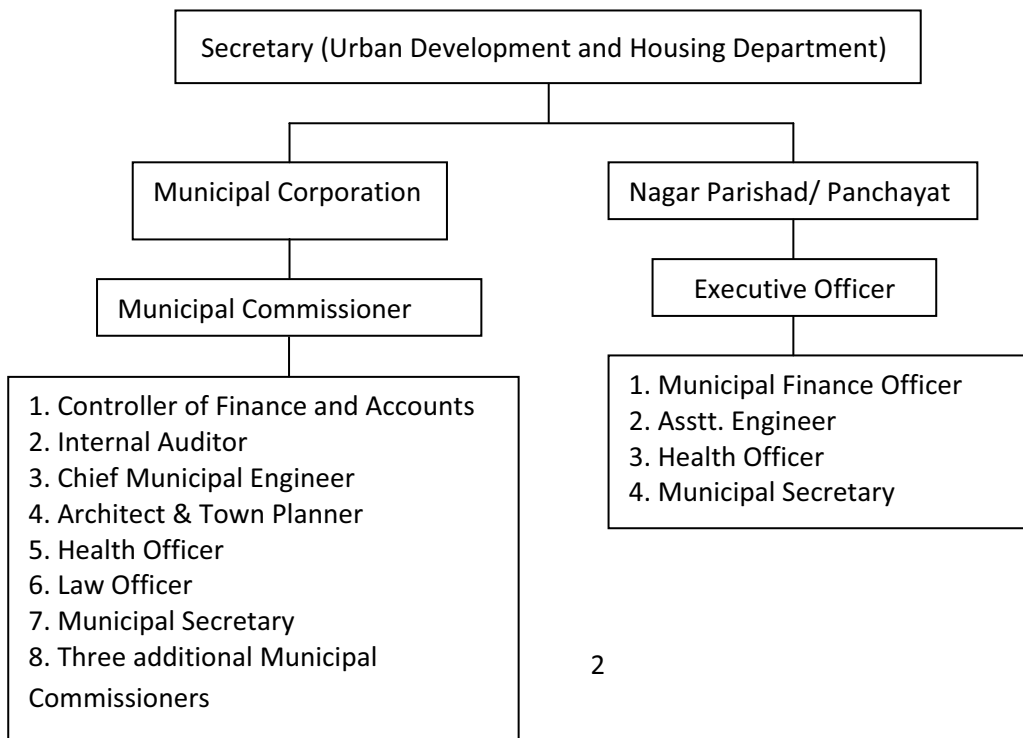 Secretary (Urban Development and Housing Department)
Municipal Corporation
Nagar Parishad/ Panchayat
Municipal Commissioner
Executive Officer
1. Controller of Finance and Accounts
2. Internal Auditor
3. Chief Municipal Engineer
4. Architect & Town Planner
5. Health Officer
6. Law Officer
7. Municipal Secretary
8. Three additional Municipal
Commissioners
1. Municipal Finance Officer
2. Asstt. Engineer
3. Health Officer
4. Municipal Secretary
2